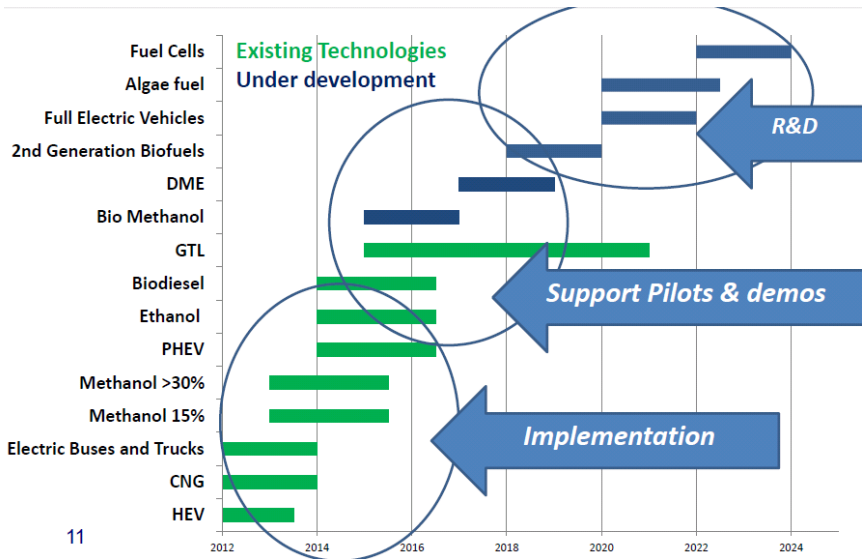 Existing Technologies
Under development
Fuel Cells
Algae fuel
Full Electric Vehicles
2nd Generation Biofuels
DME
Bio Methanol
GTL
Biodiesel
Ethanol
PHEV
Methanol >30%
Methanol 15%
Electric Buses and Trucks
CNG
HEV
R&D
Support Pilots & demos
Implementation
11
2012 2014 2016 2018 2020 2022 2024